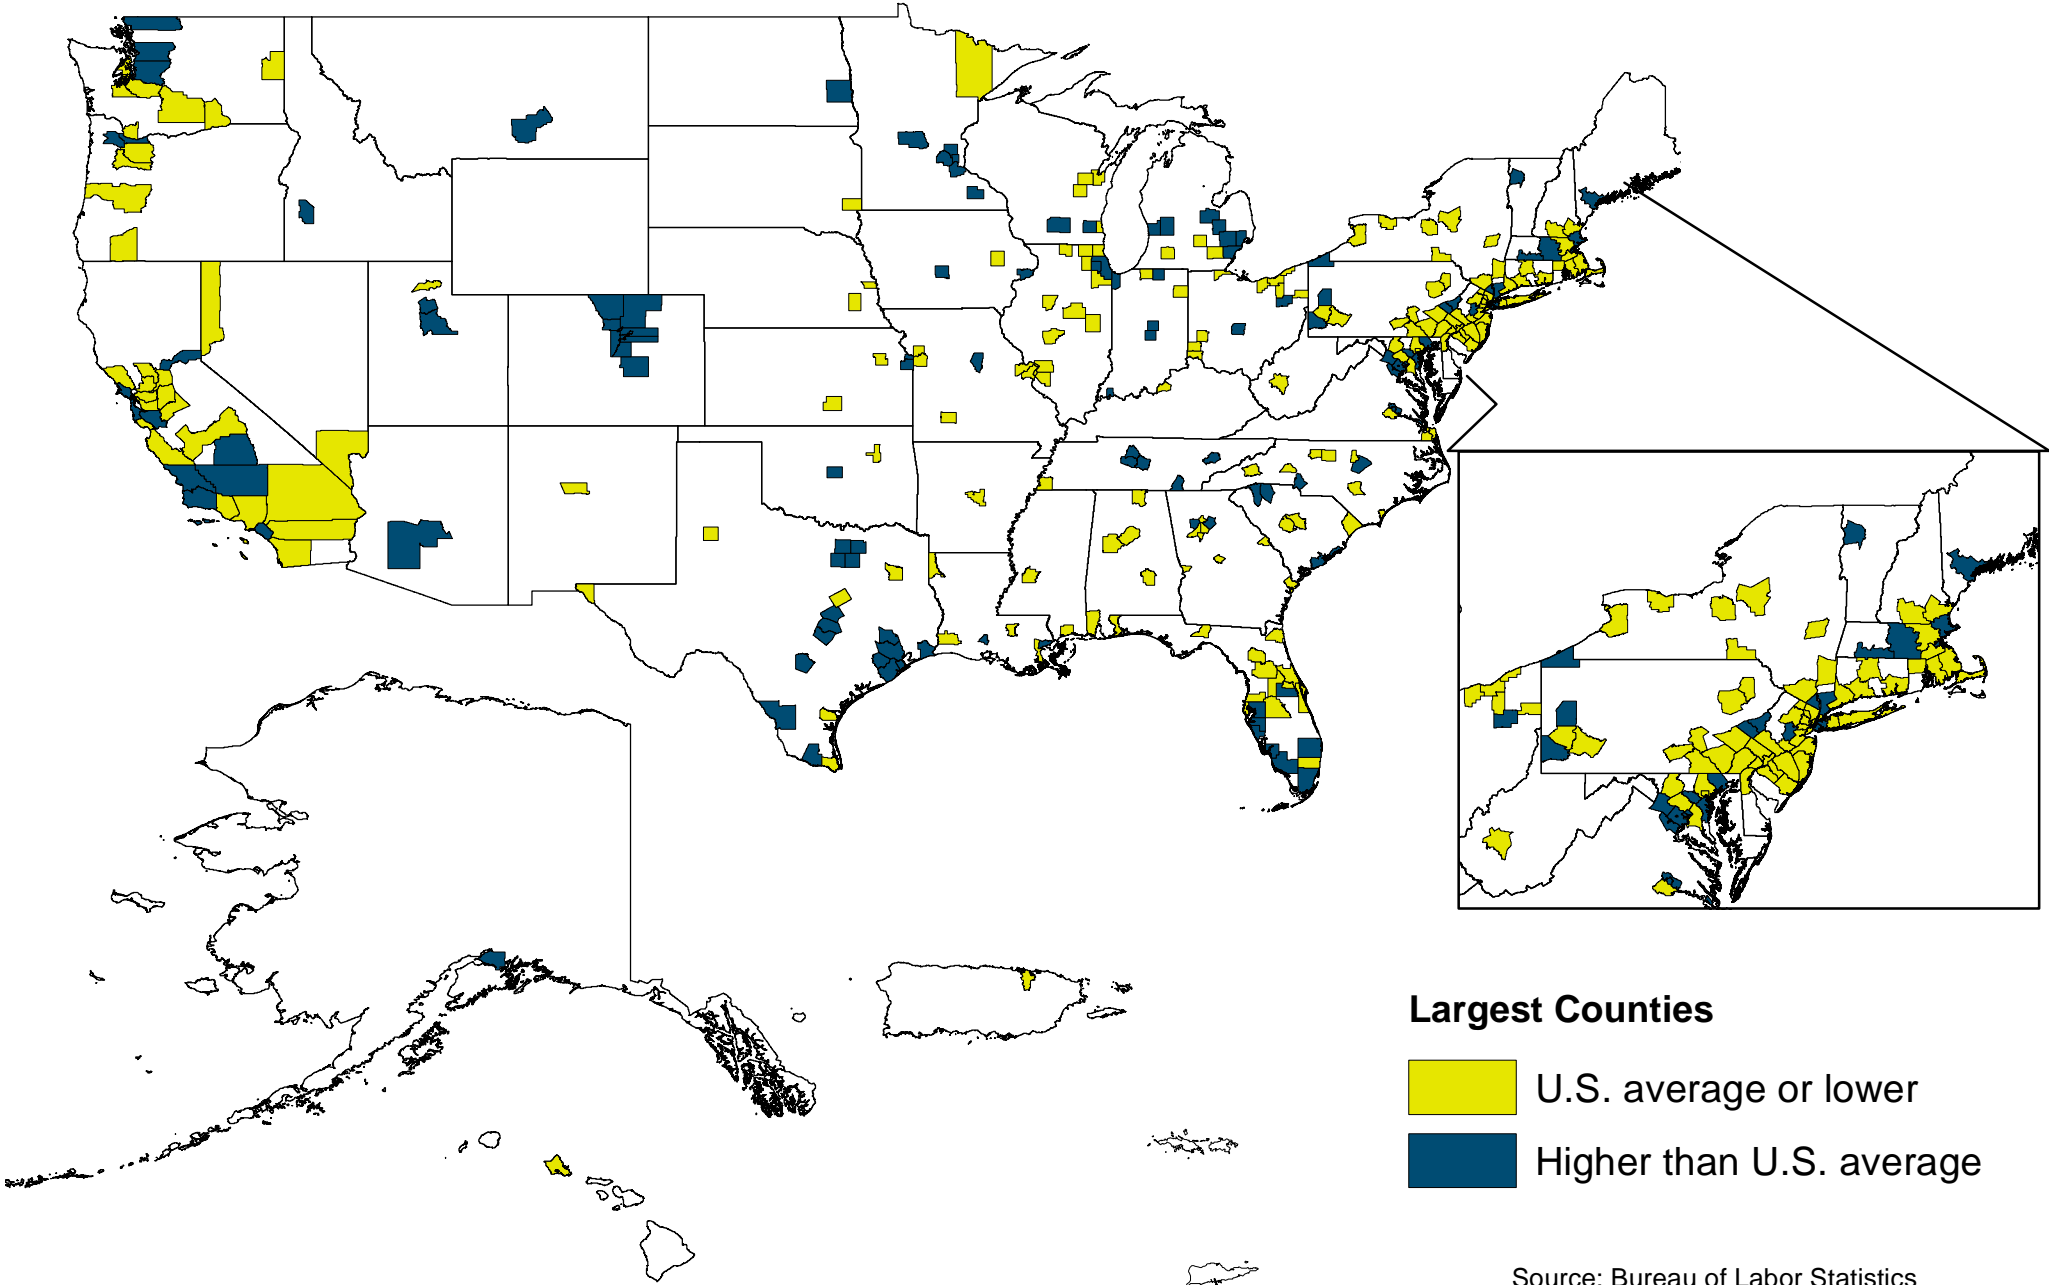 Largest Counties
U.S. average or lower
Higher than U.S. average
Source: Bureau of Labor Statistics